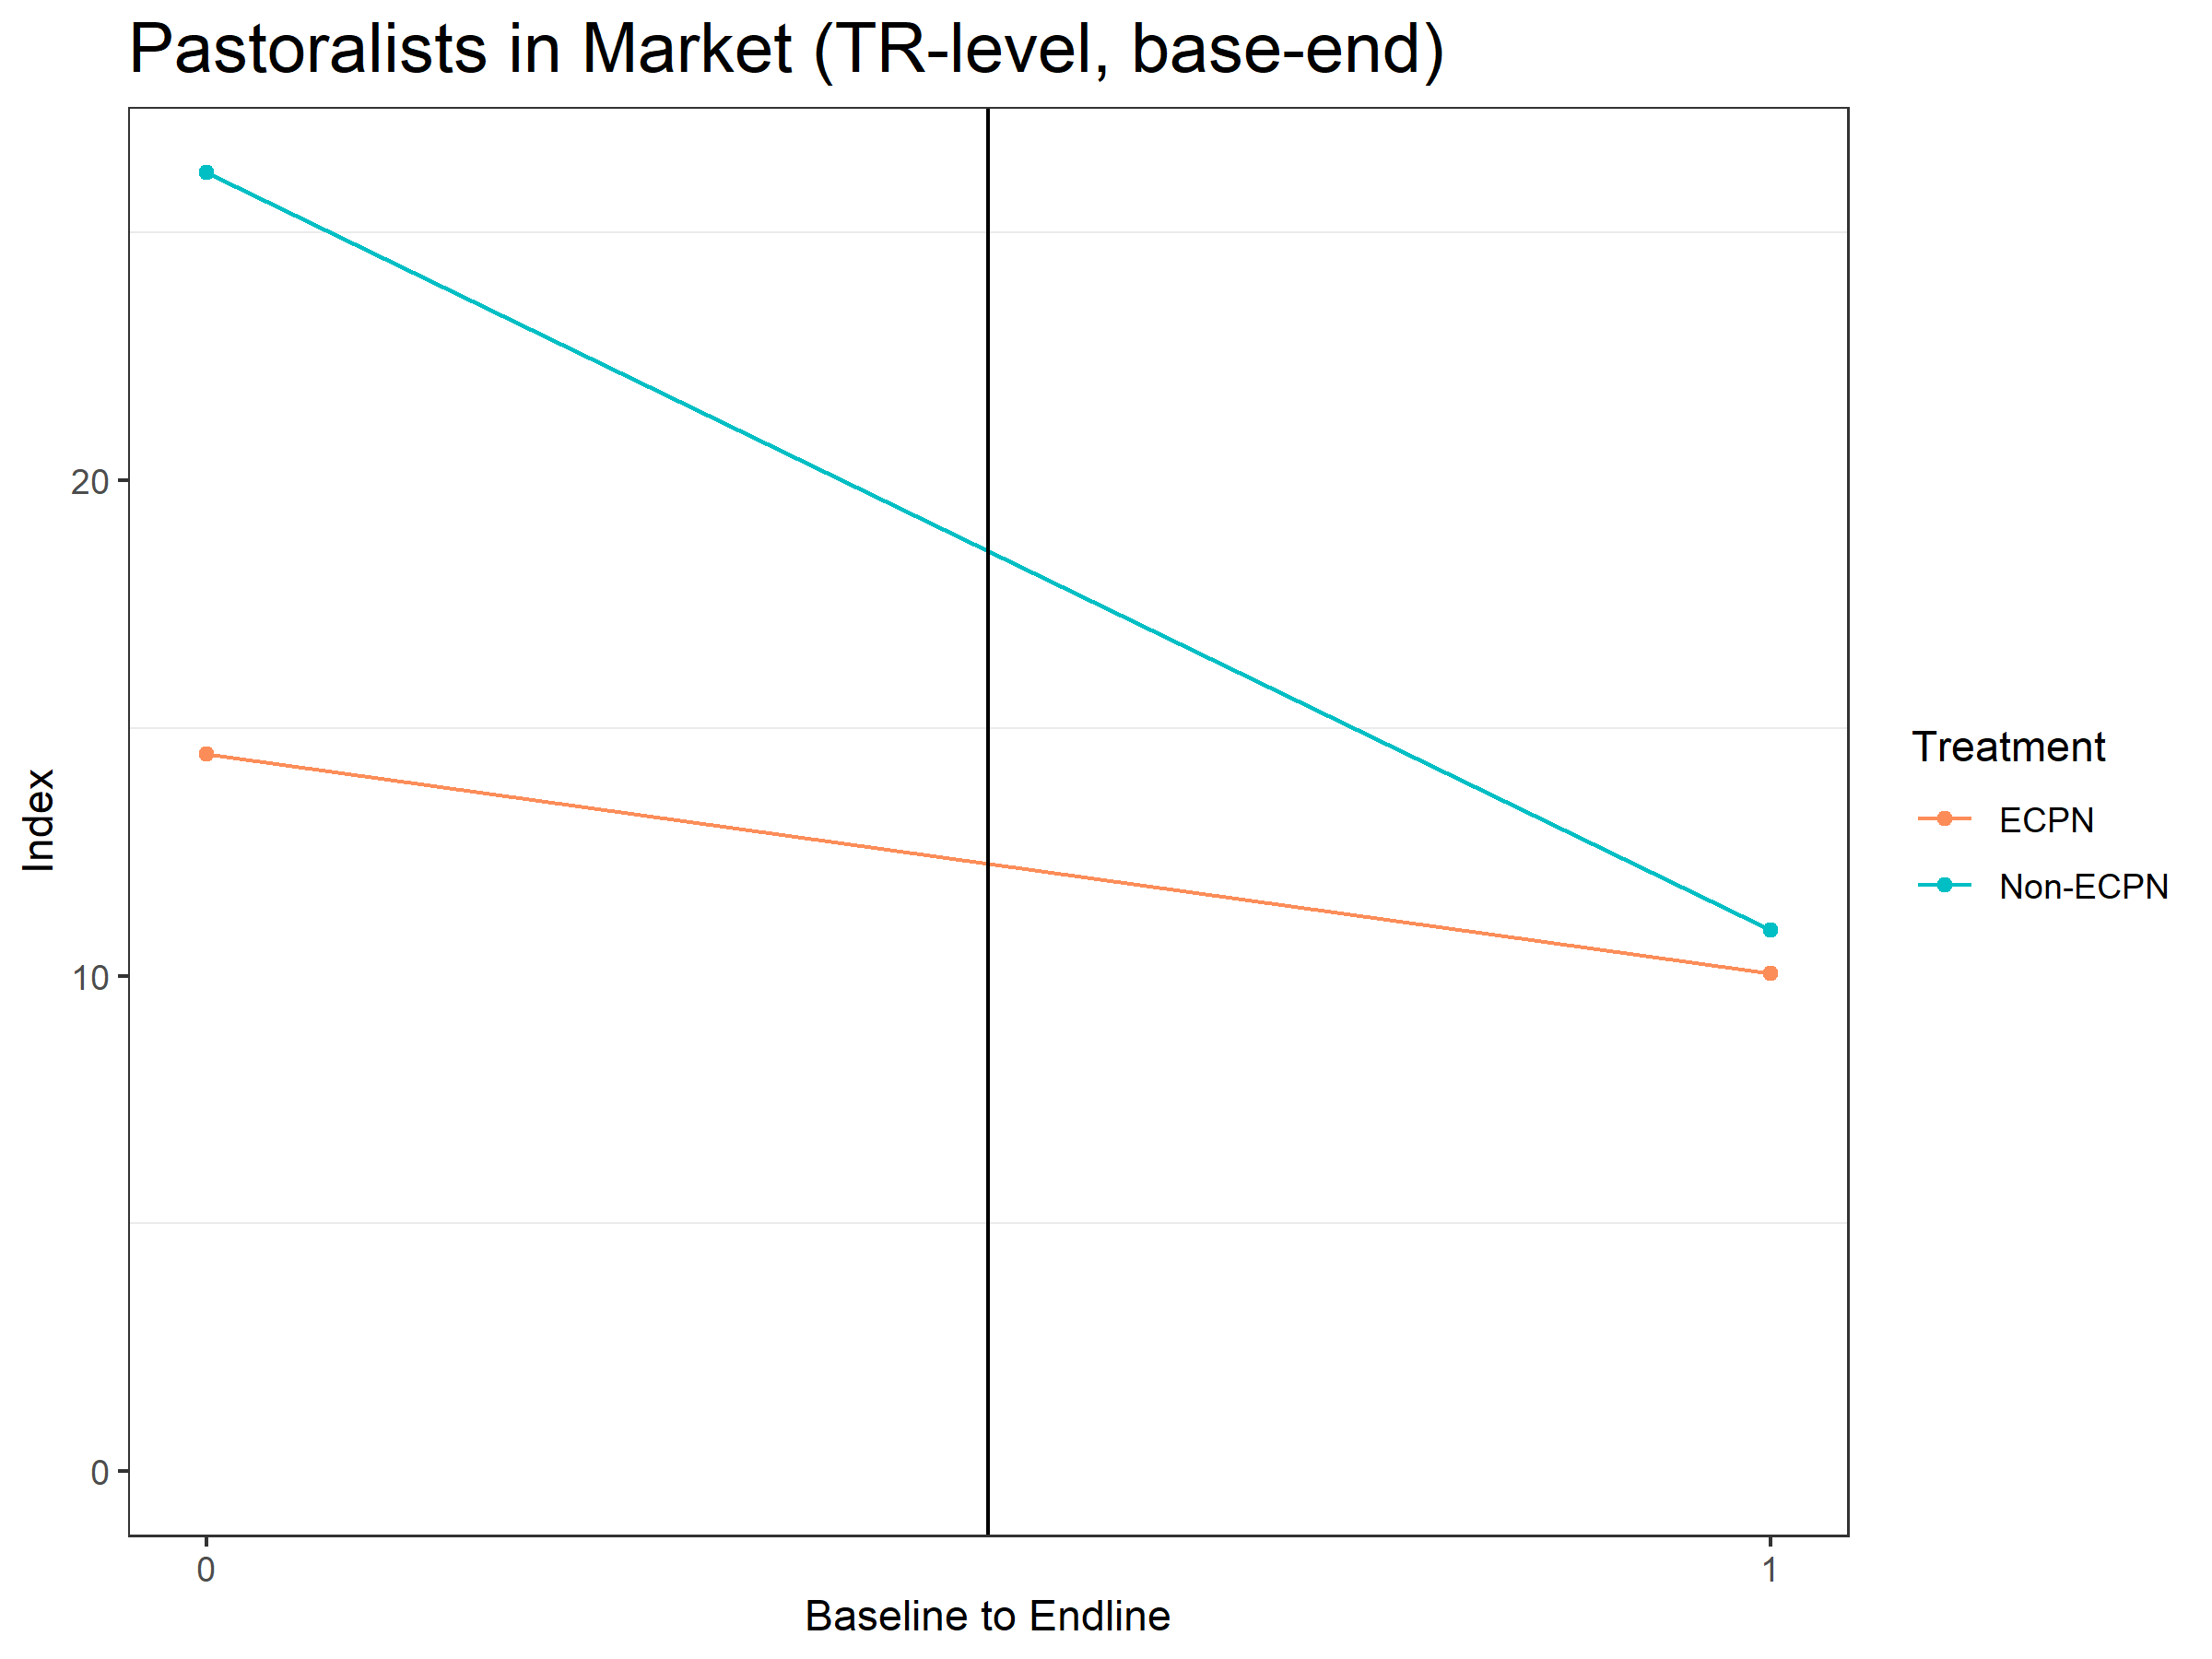 Pastoralists in Market (TR-level, base-end)
20
10
0
Index
0
1
Baseline to Endline
Treatment
ECPN
Non-ECPN